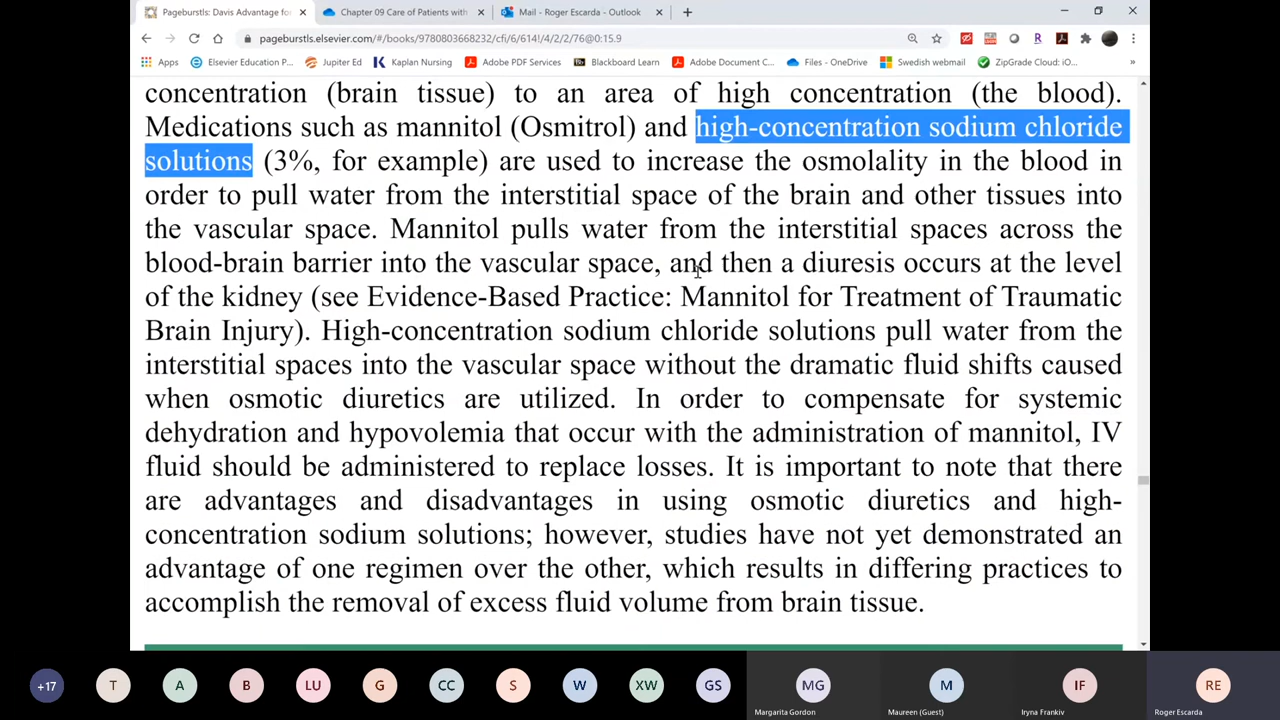 Pageburstls: Davis Advantage for
Chapter 09 Care of Patients with
Mail - Roger Escarda - Outlook
pageburstls.elsevier.com/#/books/9780803668232/cfi/6/614!/4/2/2/76@0:15.9
Apps
Elsevier Education P...
Jupiter Ed
Kaplan Nursing
Adobe PDF Services
Blackboard Learn
Adobe Document C...
Files - OneDrive
Swedish webmail
ZipGrade Cloud: iO...
concentration (brain tissue) to an area of high concentration (the blood).
Medications such as mannitol (Osmitrol) and high-concentration sodium chloride
solutions (3%, for example) are used to increase the osmolality in the blood in
order to pull water from the interstitial space of the brain and other tissues into
the vascular space. Mannitol pulls water from the interstitial spaces across the
blood-brain barrier into the vascular space, and then a diuresis occurs at the level
of the kidney (see Evidence-Based Practice: Mannitol for Treatment of Traumatic
Brain Injury). High-concentration sodium chloride solutions pull water from the
interstitial spaces into the vascular space without the dramatic fluid shifts caused
when osmotic diuretics are utilized. In order to compensate for systemic
dehydration and hypovolemia that occur with the administration of mannitol, IV
fluid should be administered to replace losses. It is important to note that there
are advantages and disadvantages in using osmotic diuretics and high-
concentration sodium solutions; however, studies have not yet demonstrated an
advantage of one regimen over the other, which results in differing practices to
accomplish the removal of excess fluid volume from brain tissue.
+17
T
A
B
LU
G
CC
S
W
XW
GS
MG
M
IF
RE
Margarita Gordon
Maureen (Guest)
Iryna Frankiv
Roger Escarda